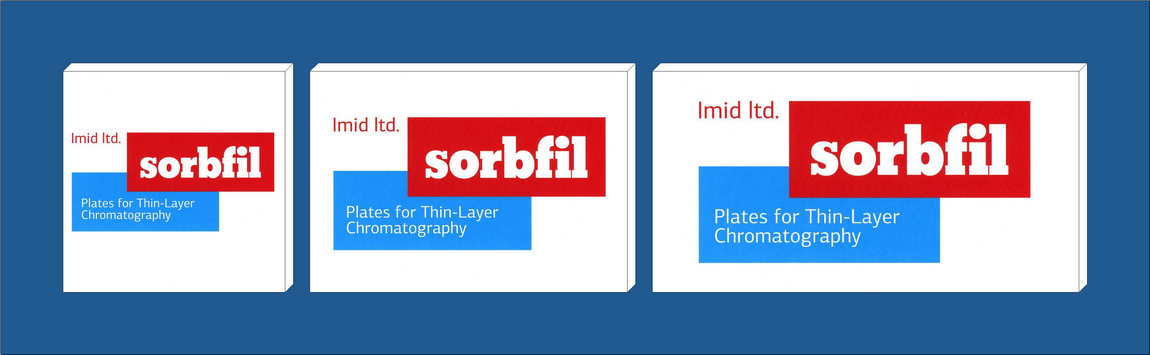 Imid ltd.
sorbfil
Plates for Thin-Layer
Chromatography
Imid ltd.
sorbfil
Plates for Thin-Layer
Chromatography
Imid ltd.
sorbfil
Plates for Thin-Layer
Chromatography